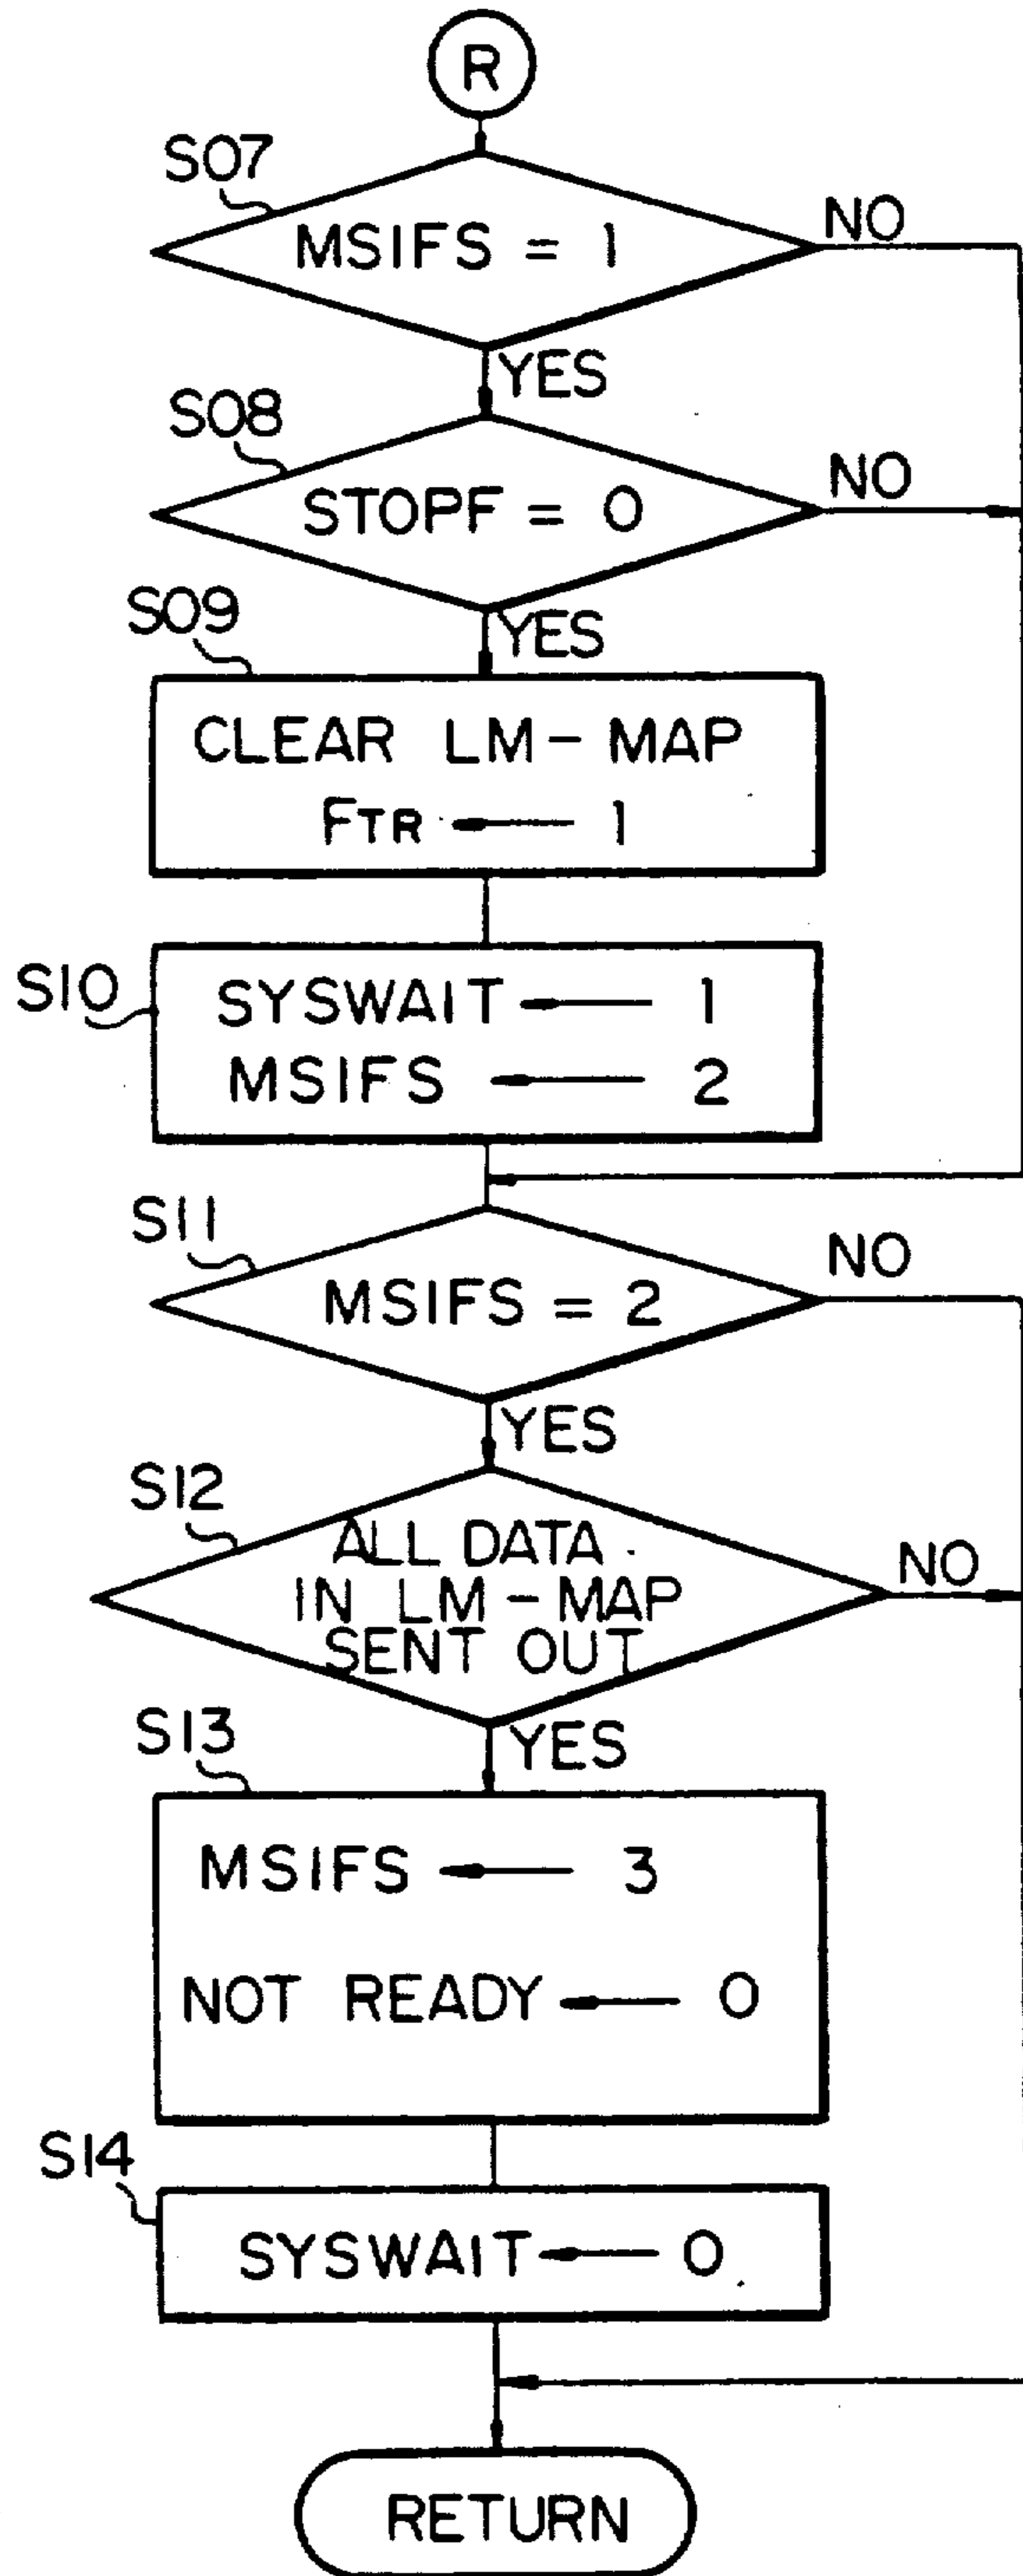 R
S07
MSIFS = 1
NO
YES
S08
STOPF = 0
NO
YES
S09
CLEAR LM-MAP
FTR ← 1
S10
SYSWAIT ← 1
MSIFS ← 2
S11
MSIFS = 2
NO
YES
S12
ALL DATA
IN LM-MAP
SENT OUT
NO
YES
S13
MSIFS ← 3
NOT READY ← 0
S14
SYSWAIT ← 0
RETURN